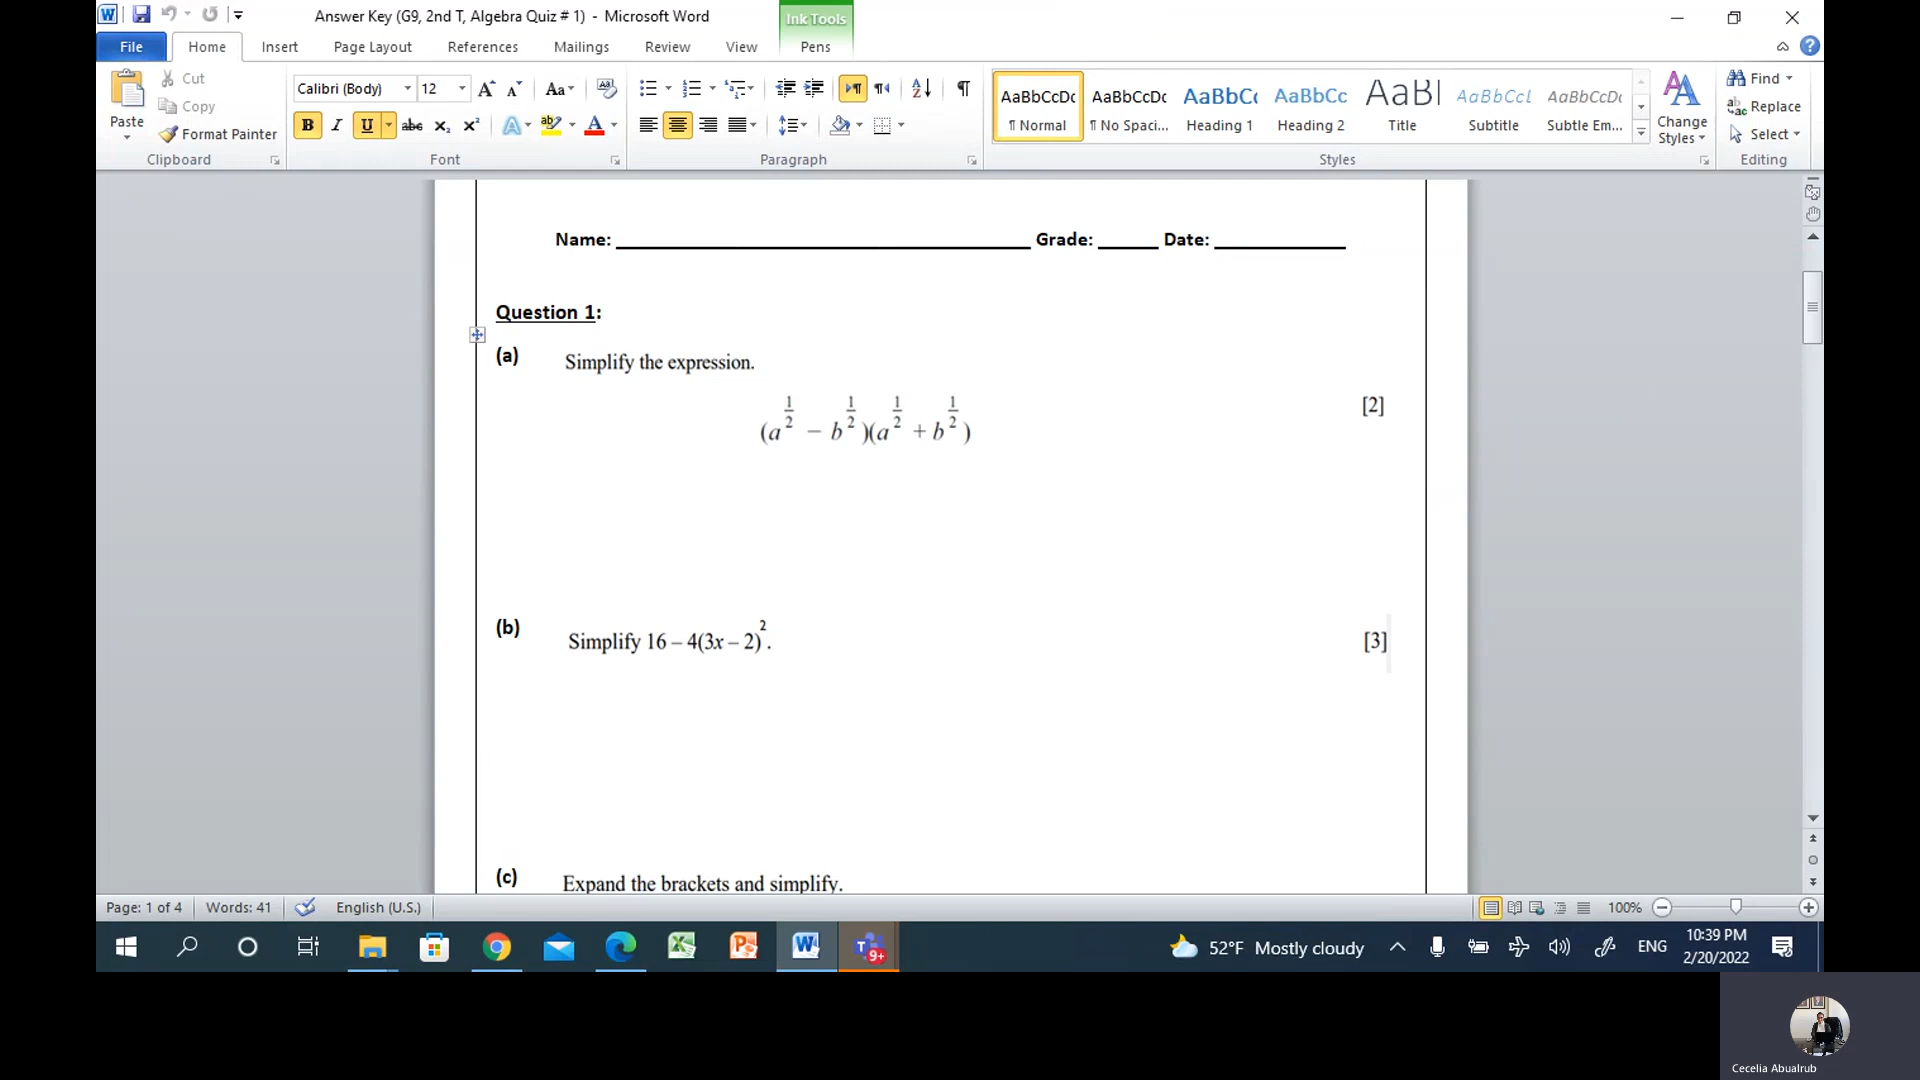 Answer Key (G9, 2nd T, Algebra Quiz # 1) - Microsoft Word
Ink Tools
File Home Insert Page Layout References Mailings Review View Pens
Paste
Cut
Copy
Format Painter
Clipboard
Calibri (Body) 12
Font
Paragraph
AaBbCcDc AaBbCcDc AaBbCc AaBbCc AaBl AaBbCcL AaBbCcDc
¶ Normal ¶ No Spaci... Heading 1 Heading 2 Title Subtitle Subtle Em...
Change Styles
Styles
Find
Replace
Select
Editing
Name: ____________ Grade: ______ Date: ____________
Question 1:
(a) Simplify the expression.
(a^{1/2} – b^{1/2})(a^{1/2} + b^{1/2}) [2]
(b) Simplify 16 – 4(3x – 2)². [3]
(c) Expand the brackets and simplify.
Page: 1 of 4 Words: 41 English (U.S.) 100%
52°F Mostly cloudy ENG 10:39 PM
2/20/2022
Cecelia Abualrub